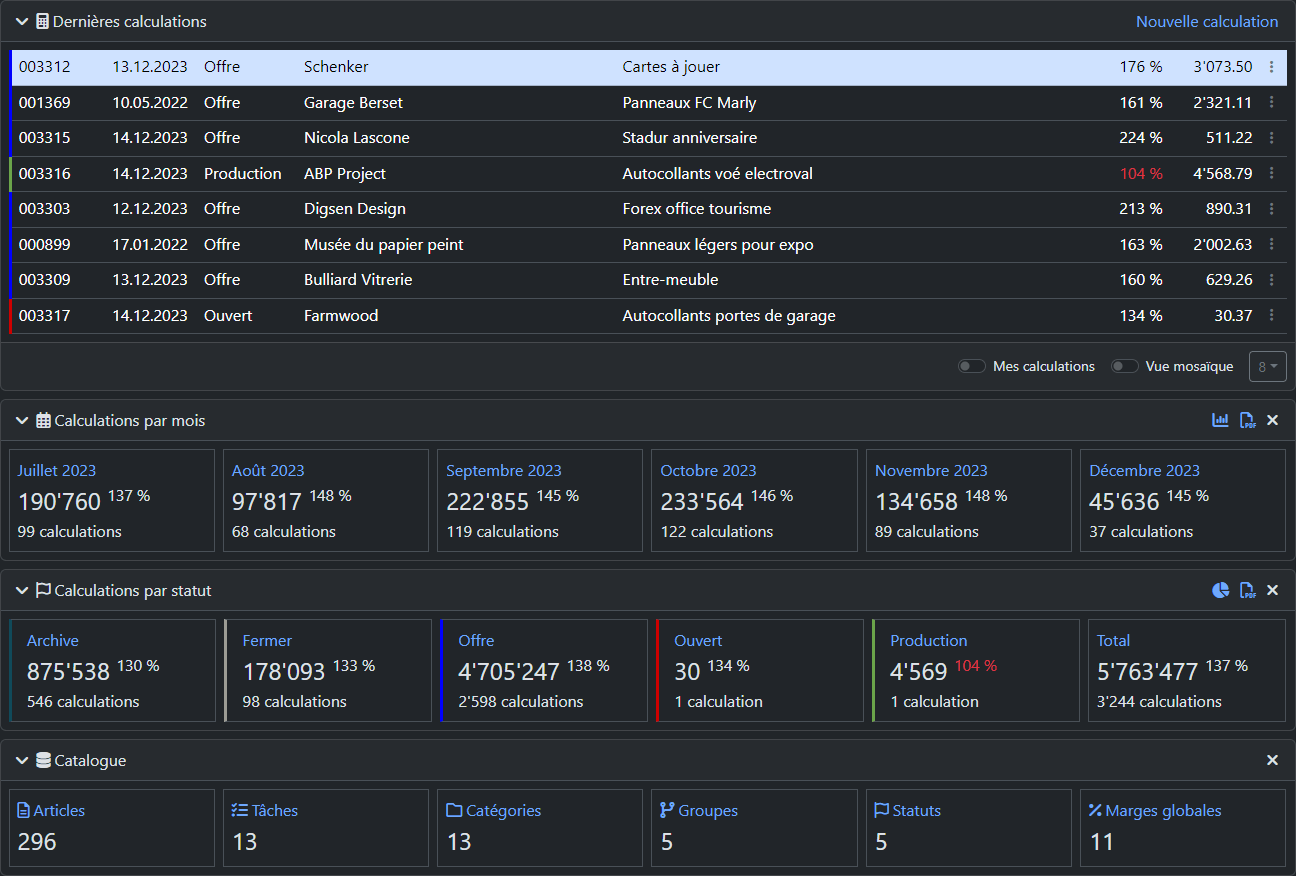 Dernières calculations Nouvelle calculation
003312 13.12.2023 Offre Schenker Cartes à jouer 176 % 3'073.50
001369 10.05.2022 Offre Garage Berset Panneaux FC Marly 161 % 2'321.11
003315 14.12.2023 Offre Nicola Lascone Stadur anniversaire 224 % 511.22
003316 14.12.2023 Production ABP Project Autocollants voé electroval 104 % 4'568.79
003303 12.12.2023 Offre Digsen Design Forex office tourisme 213 % 890.31
000899 17.01.2022 Offre Musée du papier peint Panneaux légers pour expo 163 % 2'002.63
003309 13.12.2023 Offre Bulliard Vitrerie Entre-meuble 160 % 629.26
003317 14.12.2023 Ouvert Farmwood Autocollants portes de garage 134 % 30.37
Mes calculations Vue mosaïque 8
Calculations par mois PDF
Juillet 2023 Août 2023 Septembre 2023 Octobre 2023 Novembre 2023 Décembre 2023
190'760 137 % 97'817 148 % 222'855 145 % 233'564 146 % 134'658 148 % 45'636 145 %
99 calculations 68 calculations 119 calculations 122 calculations 89 calculations 37 calculations
Calculations par statut PDF
Archive Fermer Offre Ouvert Production Total
875'538 130 % 178'093 133 % 4'705'247 138 % 30 134 % 4'569 104 % 5'763'477 137 %
546 calculations 98 calculations 2'598 calculations 1 calculation 1 calculation 3'244 calculations
Catalogue
Articles Tâches Catégories Groupes Statuts Marges globales
296 13 13 5 5 11